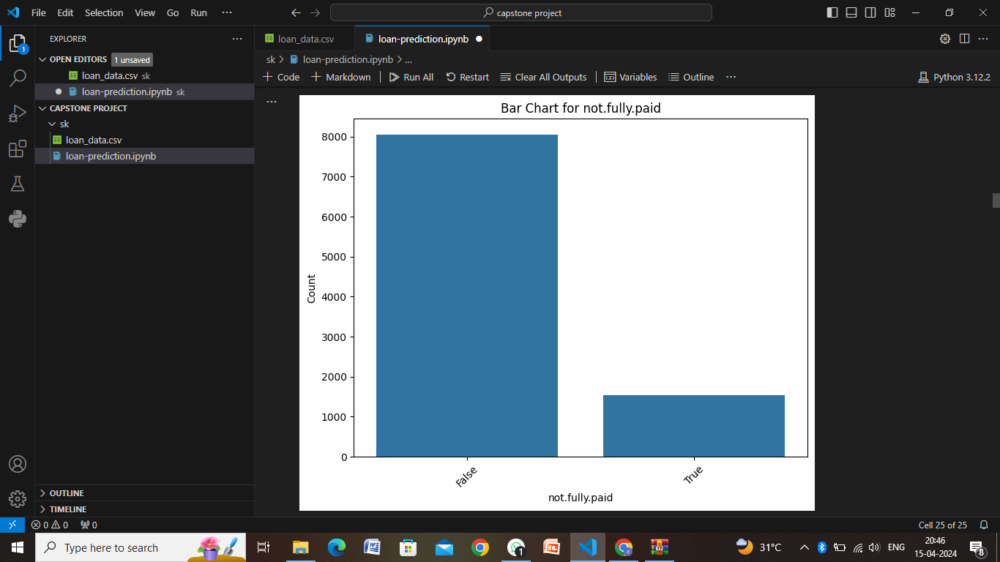 File Edit Selection View Go Run ···
capstone project
EXPLORER ···
OPEN EDITORS 1 unsaved
loan_data.csv sk
loan-prediction.ipynb sk
CAPSTONE PROJECT
sk
loan_data.csv
loan-prediction.ipynb
OUTLINE
TIMELINE
1
loan_data.csv
loan-prediction.ipynb
sk > loan-prediction.ipynb > ...
+ Code + Markdown Run All Restart Clear All Outputs Variables Outline ··· Python 3.12.2
Bar Chart for not.fully.paid
Count
8000
7000
6000
5000
4000
3000
2000
1000
0
False
True
not.fully.paid
0 0 0
Cell 25 of 25
Type here to search
31°C
ENG
20:46
15-04-2024
8